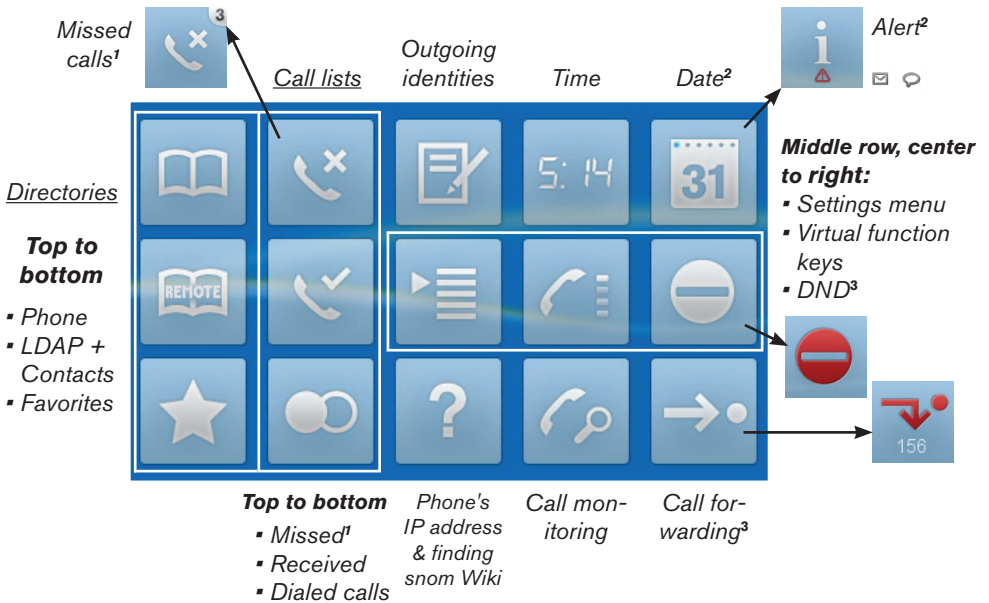 Missed
calls1
3
Call lists
Outgoing
identities
Time
Date2
Alert2
Directories
Top to
bottom
▪ Phone
▪ LDAP +
Contacts
▪ Favorites
5:14
31
REMOTE
?
Middle row, center
to right:
▪ Settings menu
▪ Virtual function
keys
▪ DND3
156
Top to bottom
▪ Missed1
▪ Received
▪ Dialed calls
Phone's
IP address
& finding
snom Wiki
Call mon-
itoring
Call for-
warding3